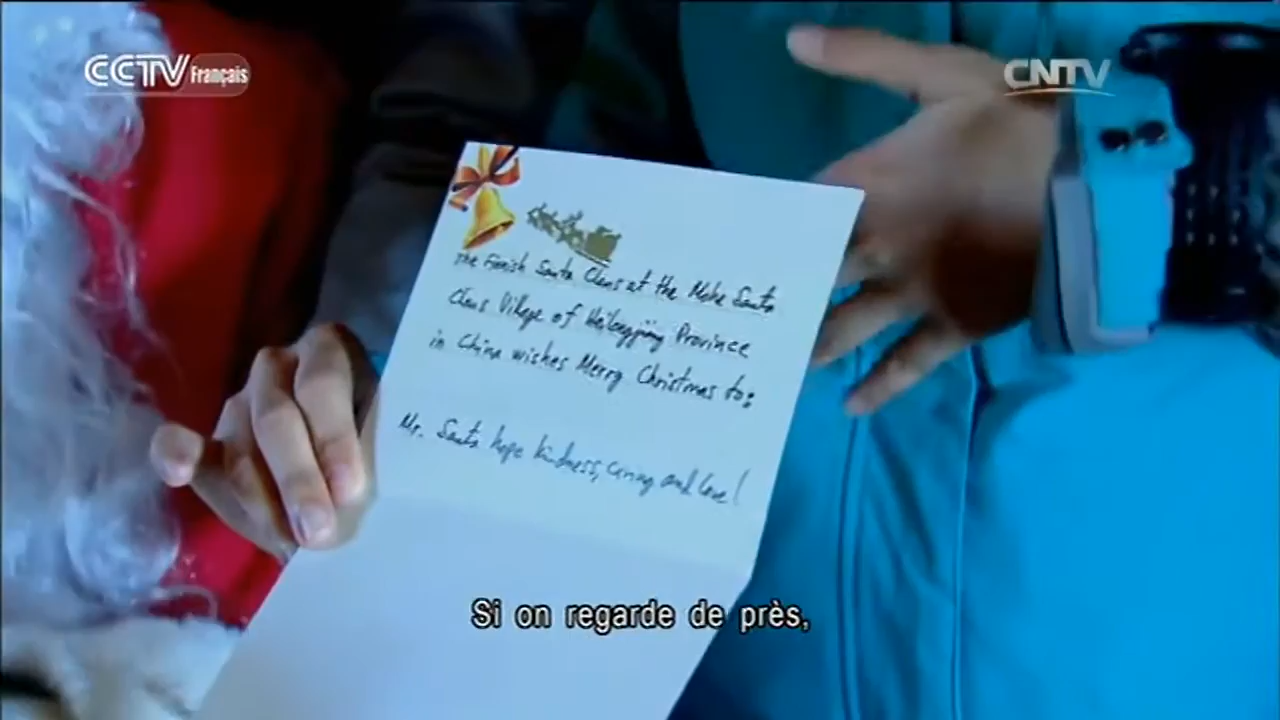 CCTV Français
CNTV
The Finnish Santa Claus at the Mohe Santa
Claus Village of Heilongjiang Province
in China wishes Merry Christmas to:
Mr. Santa hope kindness, caring and love!
Si on regarde de près,